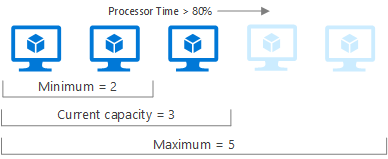 Processor Time > 80%
Minimum = 2
Current capacity = 3
Maximum = 5